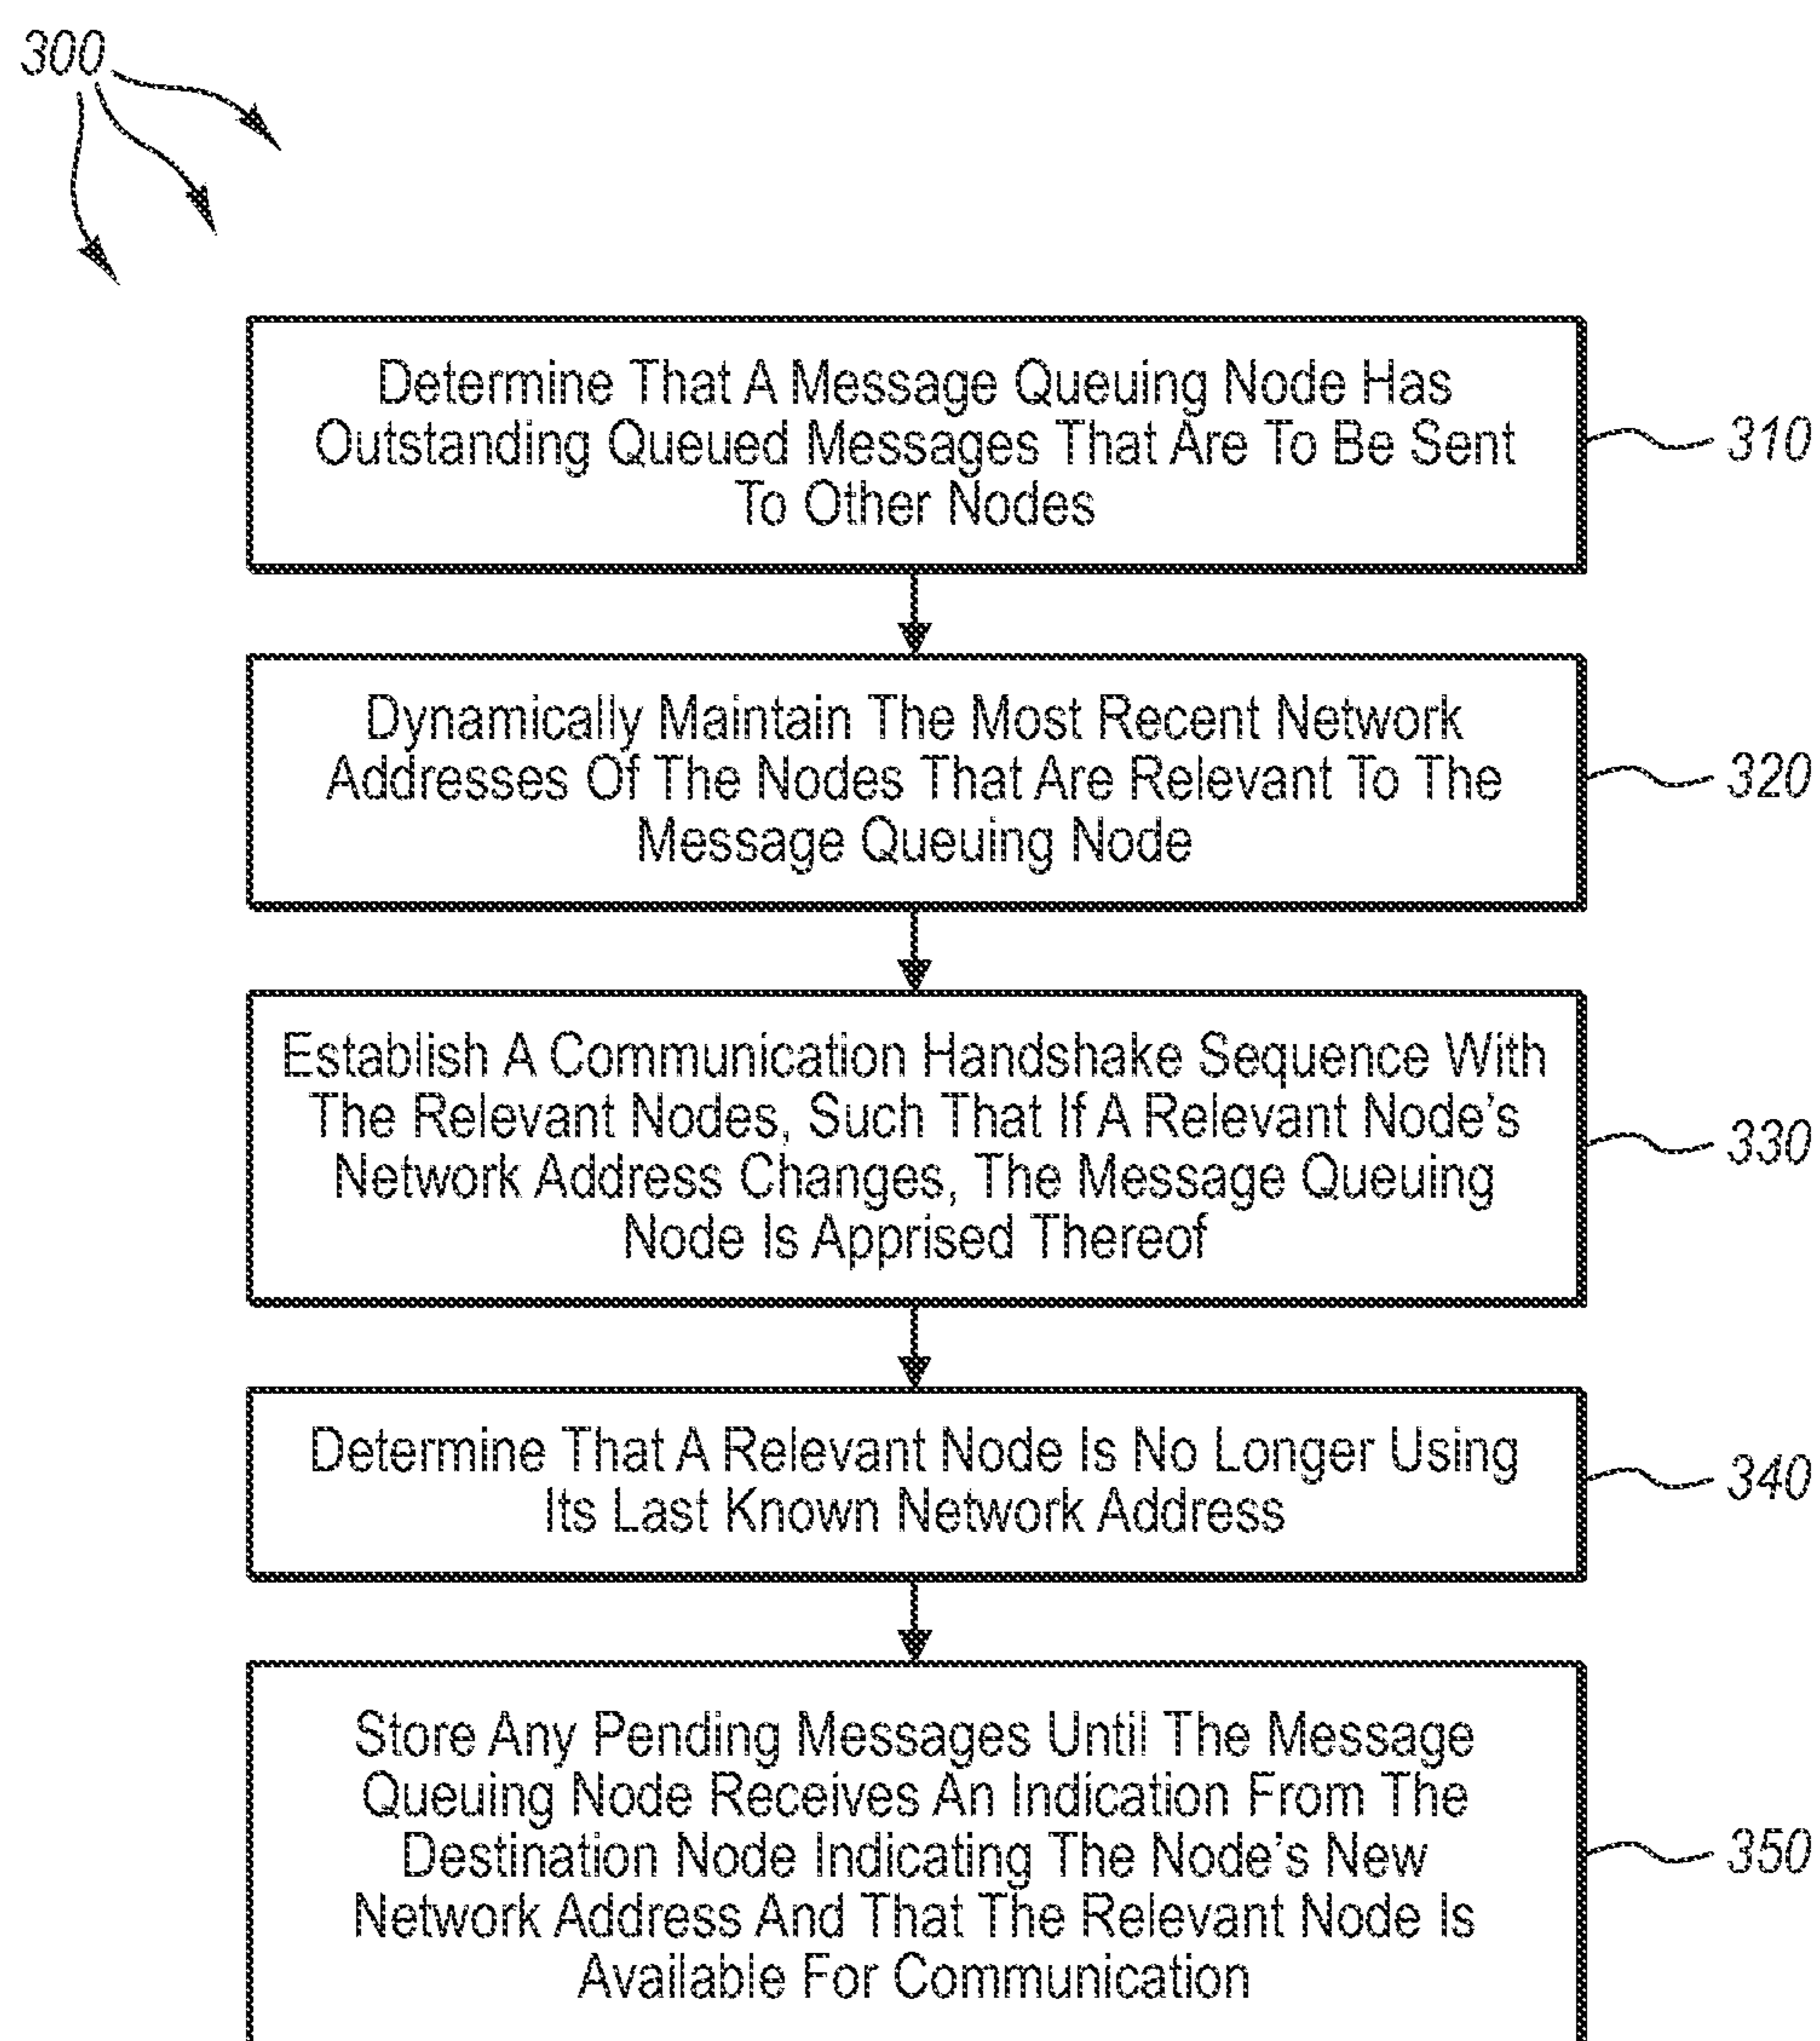 300
Determine That A Message Queuing Node Has
Outstanding Queued Messages That Are To Be Sent
To Other Nodes
310
Dynamically Maintain The Most Recent Network
Addresses Of The Nodes That Are Relevant To The
Message Queuing Node
320
Establish A Communication Handshake Sequence With
The Relevant Nodes, Such That If A Relevant Node's
Network Address Changes, The Message Queuing
Node Is Apprised Thereof
330
Determine That A Relevant Node Is No Longer Using
Its Last Known Network Address
340
Store Any Pending Messages Until The Message
Queuing Node Receives An Indication From The
Destination Node Indicating The Node's New
Network Address And That The Relevant Node Is
Available For Communication
350